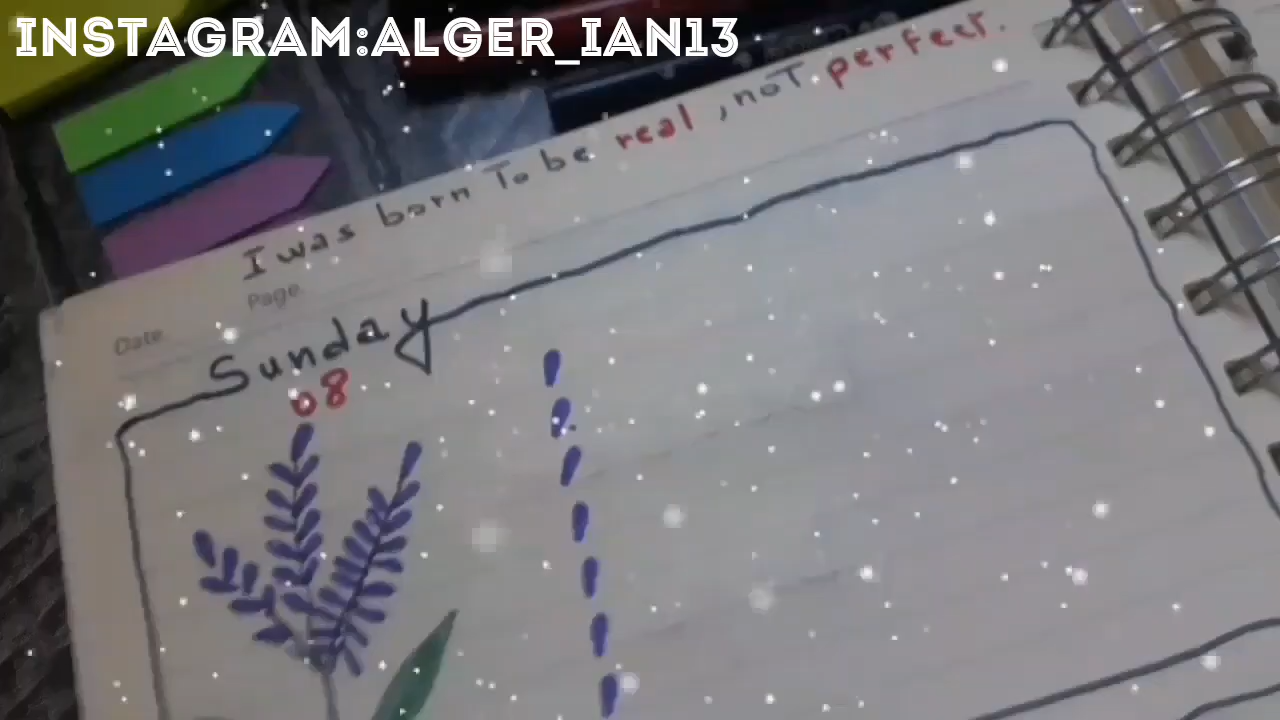 INSTAGRAM:ALGER_IAN13
I was born To be real, not perfect.
Page
Date
Sunday
08